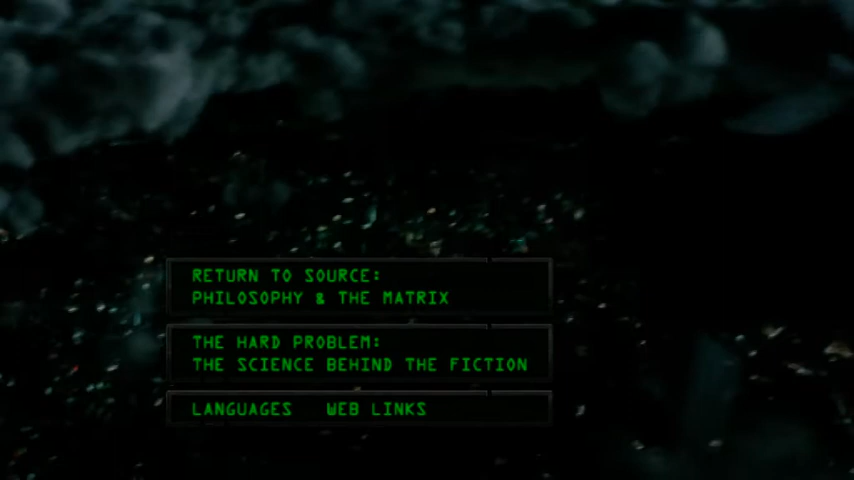 RETURN TO SOURCE:
PHILOSOPHY & THE MATRIX
THE HARD PROBLEM:
THE SCIENCE BEHIND THE FICTION
LANGUAGES WEB LINKS